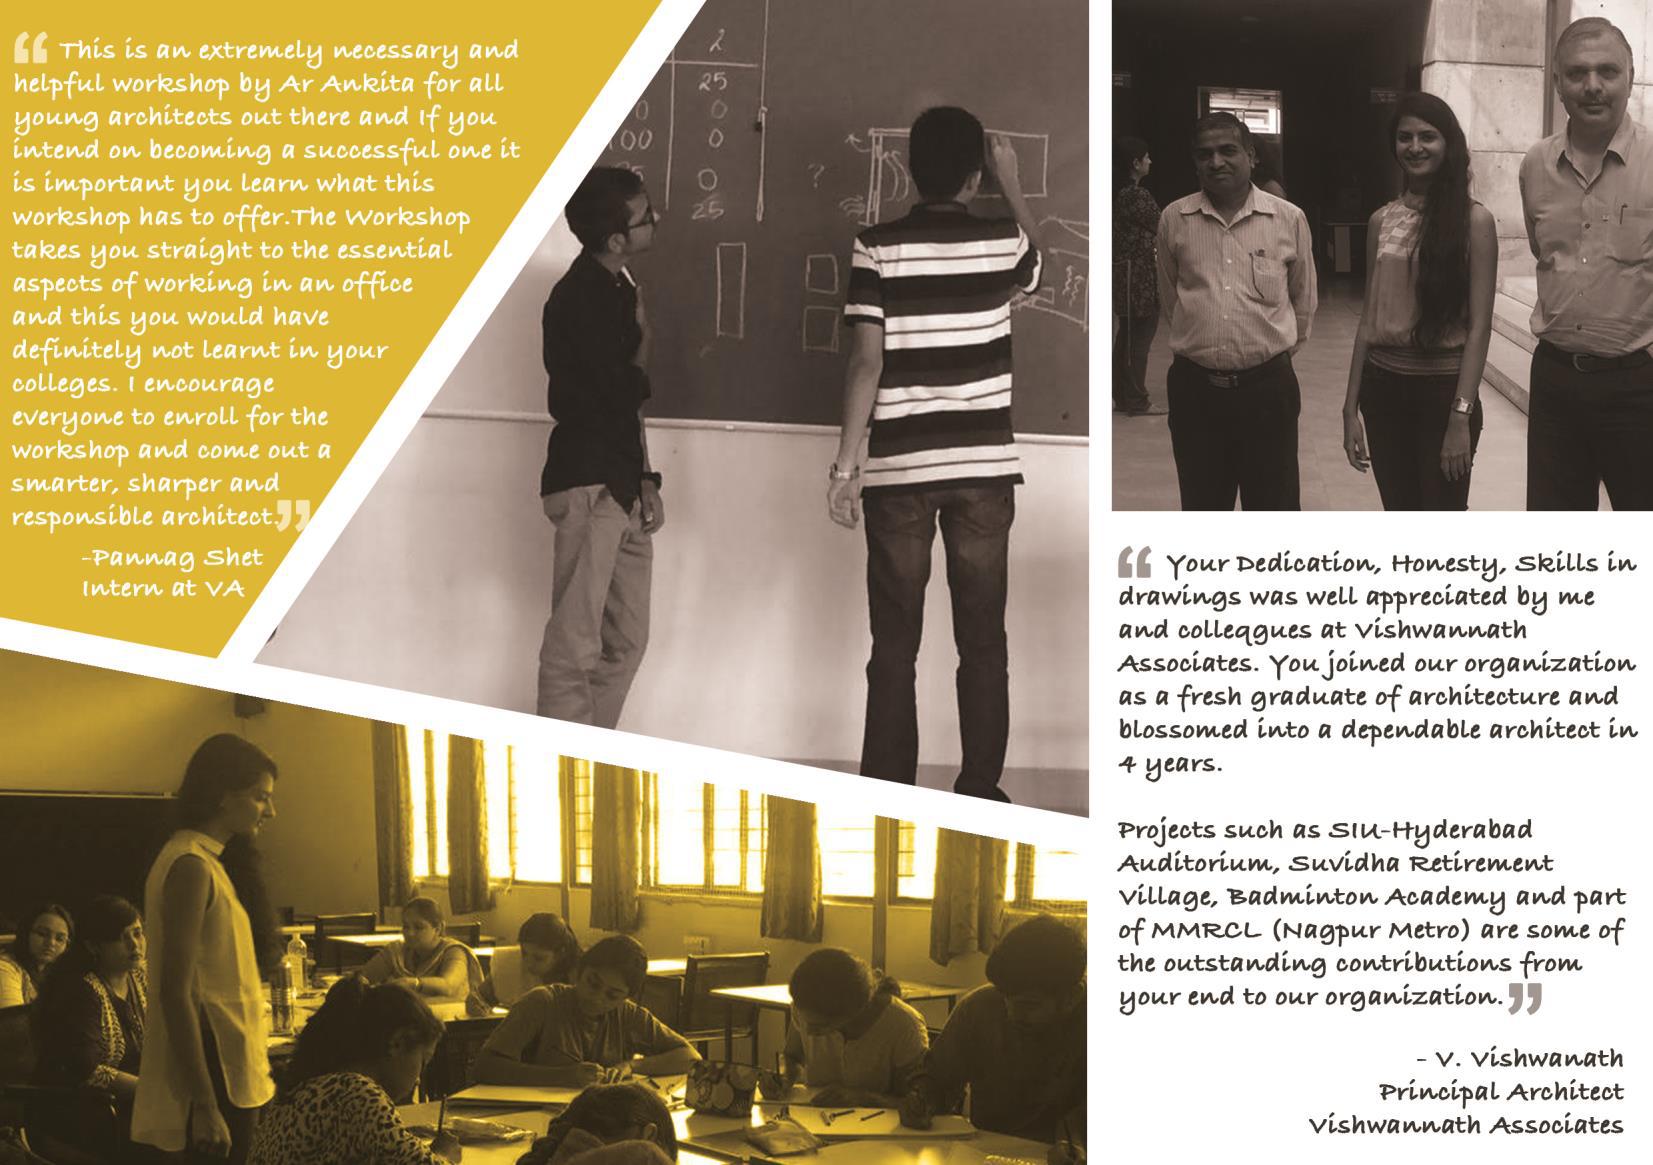 “ This is an extremely necessary and
helpful workshop by Ar Ankita for all
young architects out there and If you
intend on becoming a successful one it
is important you learn what this
workshop has to offer.The Workshop
takes you straight to the essential
aspects of working in an office
and this you would have
definitely not learnt in your
colleges. I encourage
everyone to enroll for the
workshop and come out a
smarter, sharper and
responsible architect.”
-Pannag Shet
Intern at VA
2
25
0
0
00
0
0
25
?
“ Your Dedication, Honesty, Skills in
drawings was well appreciated by me
and colleqgues at Vishwannath
Associates. You joined our organization
as a fresh graduate of architecture and
blossomed into a dependable architect in
4 years.
Projects such as SIU-Hyderabad
Auditorium, Suvidha Retirement
Village, Badminton Academy and part
of MMRCL (Nagpur Metro) are some of
the outstanding contributions from
your end to our organization.”
- V. Vishwanath
Principal Architect
Vishwannath Associates